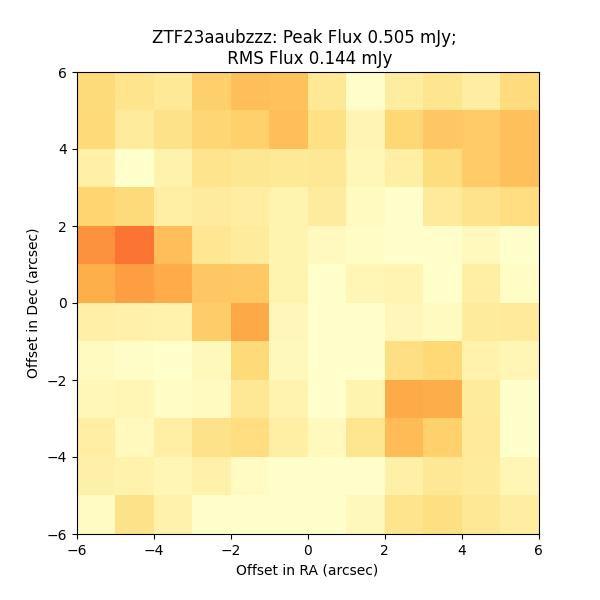 ZTF23aaubzzz: Peak Flux 0.505 mJy;
RMS Flux 0.144 mJy
6
4
2
0
−2
−4
−6
Offset in Dec (arcsec)
−6 −4 −2 0 2 4 6
Offset in RA (arcsec)